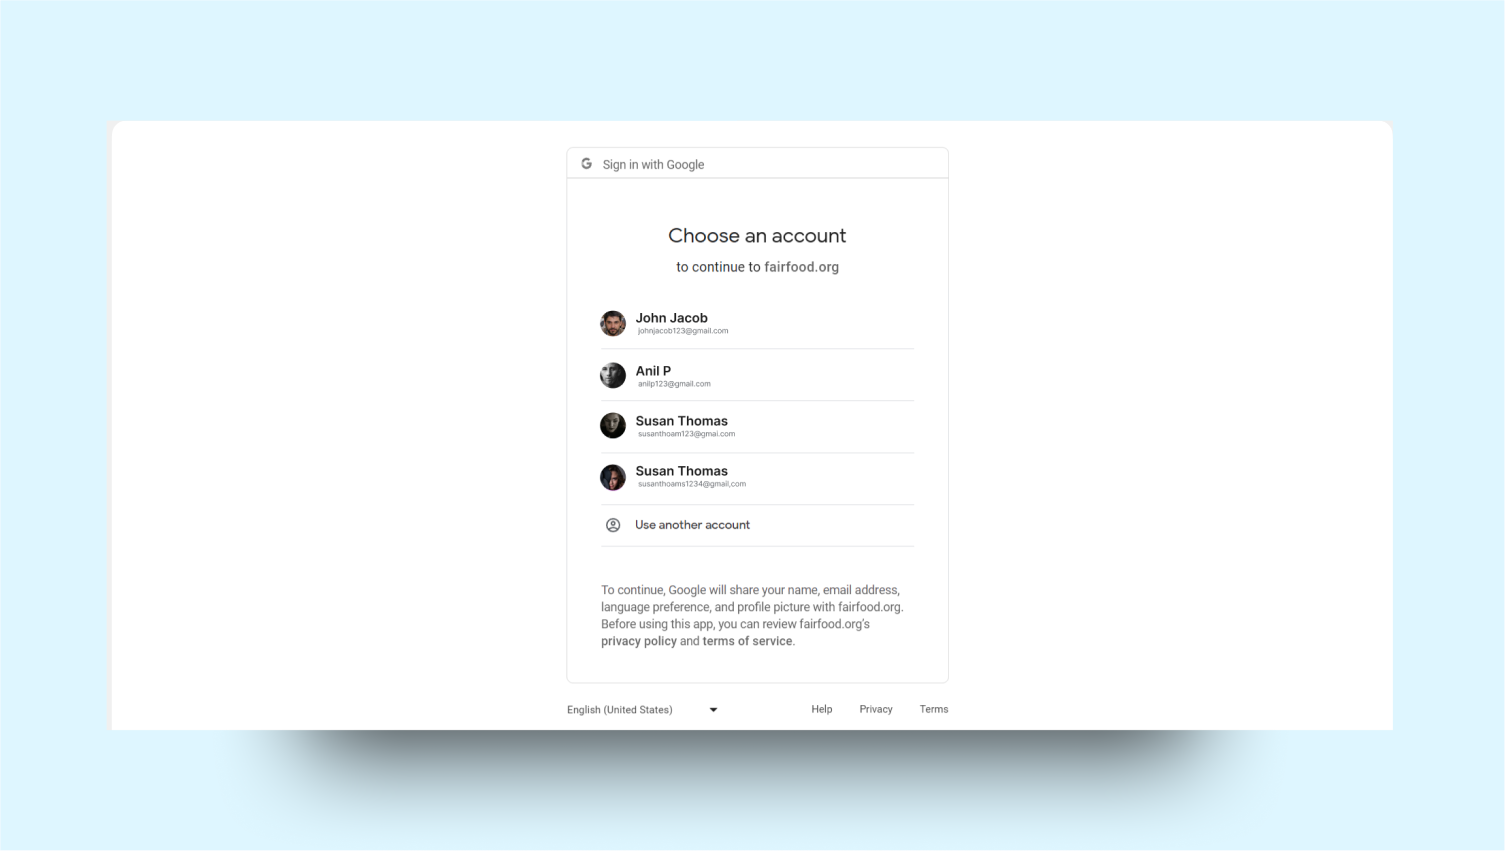 Sign in with Google
Choose an account
to continue to fairfood.org
John Jacob
johnjacob123@gmail.com
Anil P
anilp123@gmail.com
Susan Thomas
susanthoam123@gmai.com
Susan Thomas
susanthoams1234@gmail,com
Use another account
To continue, Google will share your name, email address,
language preference, and profile picture with fairfood.org.
Before using this app, you can review fairfood.org's
privacy policy and terms of service.
English (United States)
Help Privacy Terms